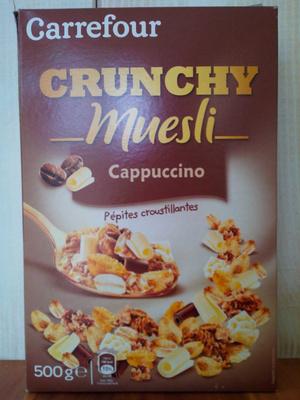 Carrefour
CRUNCHY
Muesli
Cappuccino
Pépites croustillantes
500g e